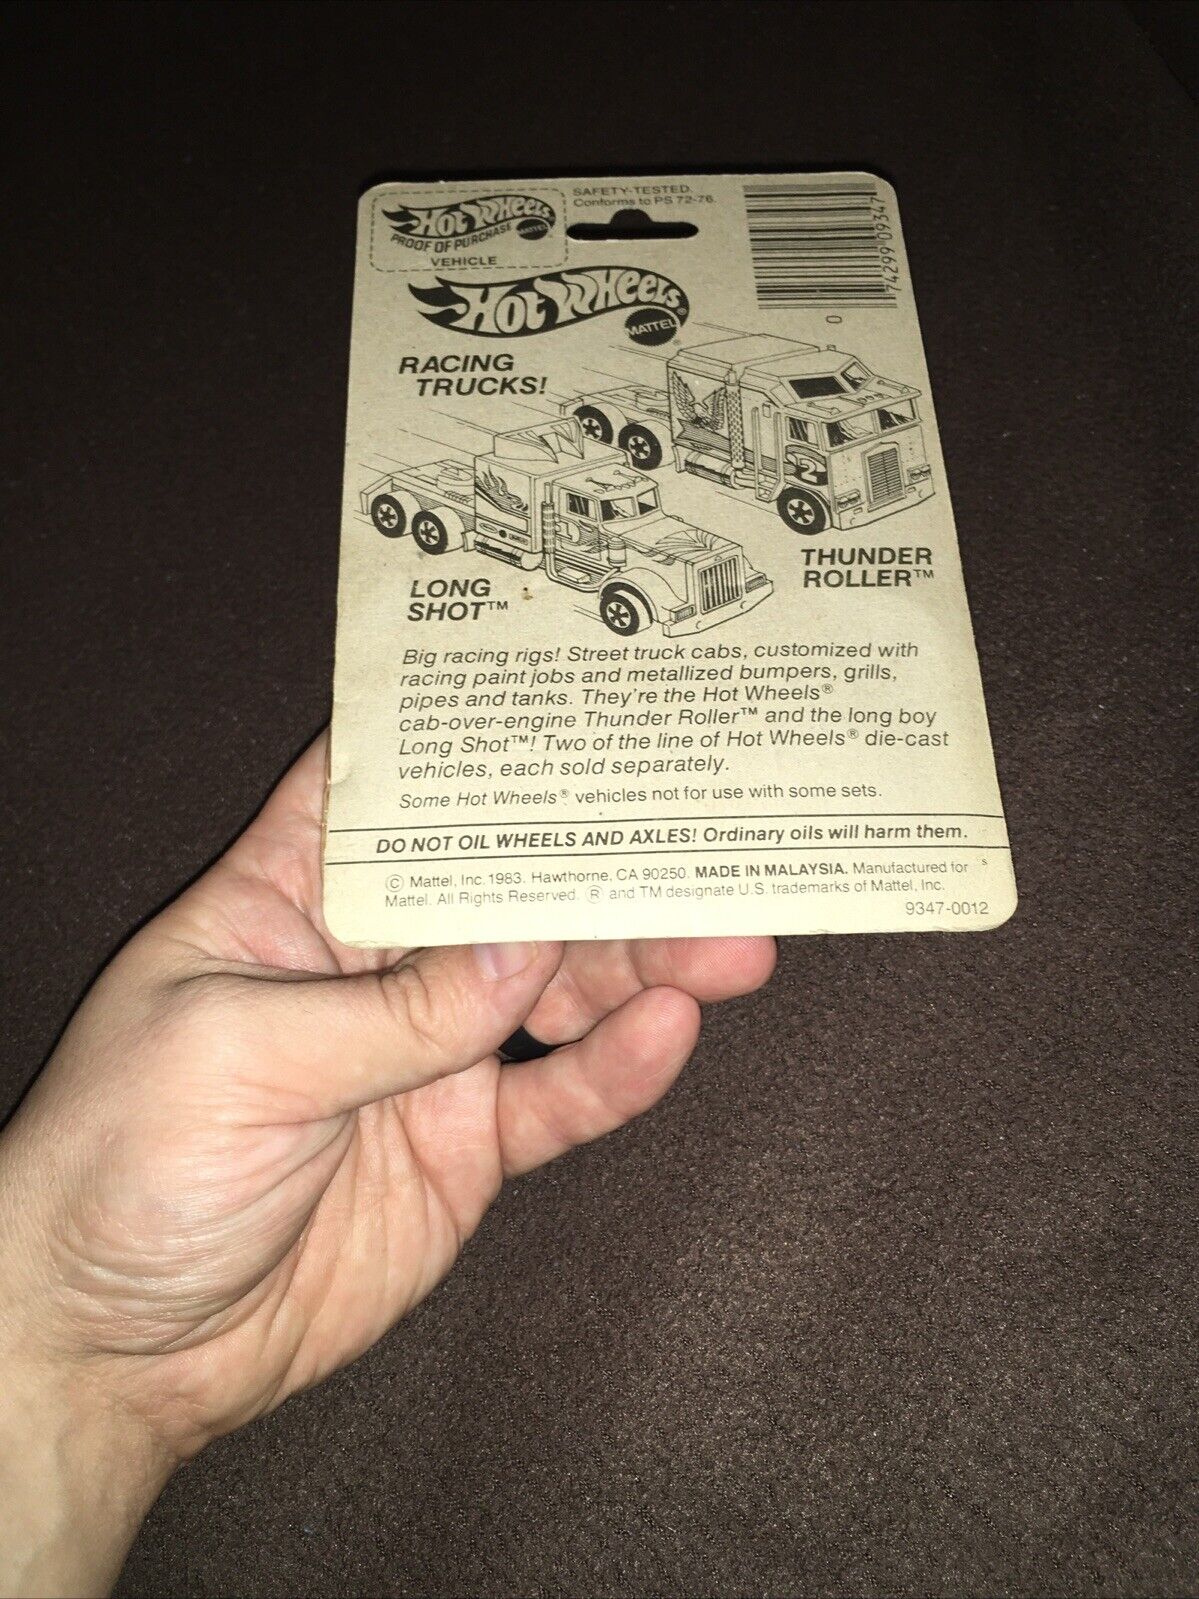 Hot Wheels
MATTEL
PROOF OF PURCHASE
VEHICLE
SAFETY-TESTED.
Conforms to PS 72-76.
74299 09347
Hot Wheels®
MATTEL®
RACING
TRUCKS!
2
LONG
SHOT™
THUNDER
ROLLER™
Big racing rigs! Street truck cabs, customized with
racing paint jobs and metallized bumpers, grills,
pipes and tanks. They're the Hot Wheels®
cab-over-engine Thunder Roller™ and the long boy
Long Shot™! Two of the line of Hot Wheels® die-cast
vehicles, each sold separately.
Some Hot Wheels® vehicles not for use with some sets.
DO NOT OIL WHEELS AND AXLES! Ordinary oils will harm them.
© Mattel, Inc. 1983. Hawthorne, CA 90250. MADE IN MALAYSIA. Manufactured for
Mattel. All Rights Reserved. ® and TM designate U.S. trademarks of Mattel, Inc.
s
9347-0012